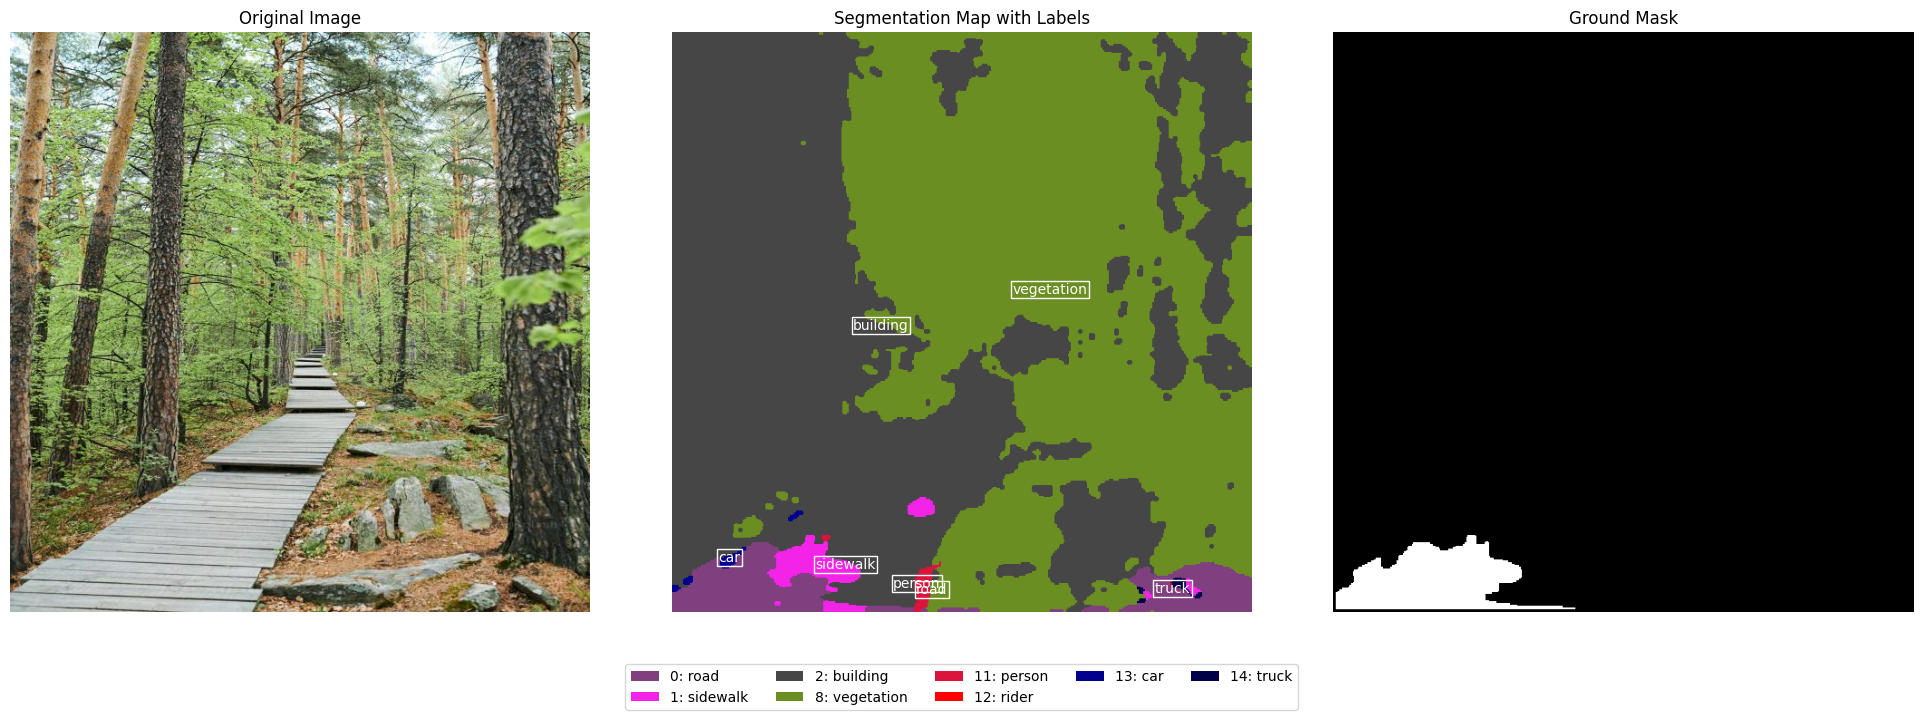 Original Image
Segmentation Map with Labels
Ground Mask
vegetation
building
car
sidewalk
person
road
truck
0: road
1: sidewalk
2: building
8: vegetation
11: person
12: rider
13: car
14: truck